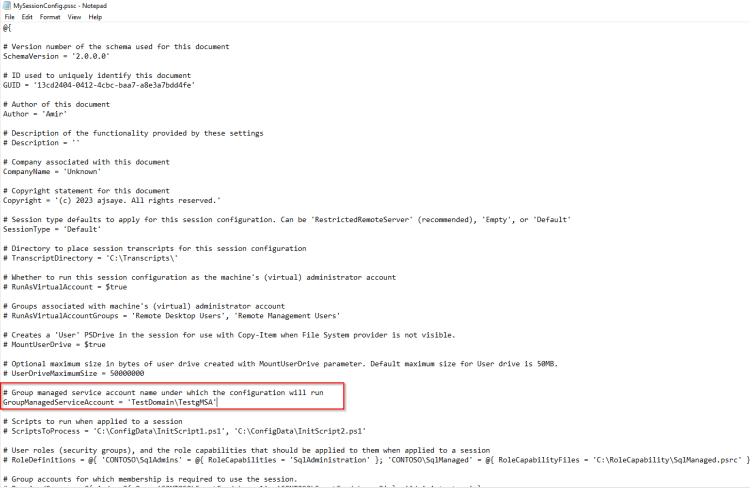 MySessionConfig.pssc - Notepad
File Edit Format View Help
@{
# Version number of the schema used for this document
SchemaVersion = '2.0.0.0'
# ID used to uniquely identify this document
GUID = '13cd2404-0412-4cbc-baa7-a8e3a7bdd4fe'
# Author of this document
Author = 'Amir'
# Description of the functionality provided by these settings
# Description = ''
# Company associated with this document
CompanyName = 'Unknown'
# Copyright statement for this document
Copyright = '(c) 2023 ajsaye. All rights reserved.'
# Session type defaults to apply for this session configuration. Can be 'RestrictedRemoteServer' (recommended), 'Empty', or 'Default'
SessionType = 'Default'
# Directory to place session transcripts for this session configuration
# TranscriptDirectory = 'C:\Transcripts\'
# Whether to run this session configuration as the machine's (virtual) administrator account
# RunAsVirtualAccount = $true
# Groups associated with machine's (virtual) administrator account
# RunAsVirtualAccountGroups = 'Remote Desktop Users', 'Remote Management Users'
# Creates a 'User' PSDrive in the session for use with Copy-Item when File System provider is not visible.
# MountUserDrive = $true
# Optional maximum size in bytes of user drive created with MountUserDrive parameter. Default maximum size for User drive is 50MB.
# UserDriveMaximumSize = 50000000
# Group managed service account name under which the configuration will run
GroupManagedServiceAccount = 'TestDomain\TestgMSA'
# Scripts to run when applied to a session
# ScriptsToProcess = 'C:\ConfigData\InitScript1.ps1', 'C:\ConfigData\InitScript2.ps1'
# User roles (security groups), and the role capabilities that should be applied to them when applied to a session
# RoleDefinitions = @{ 'CONTOSO\SqlAdmins' = @{ RoleCapabilities = 'SqlAdministration' }; 'CONTOSO\SqlManaged' = @{ RoleCapabilityFiles = 'C:\RoleCapability\SqlManaged.psrc' }
# Group accounts for which membership is required to use the session.